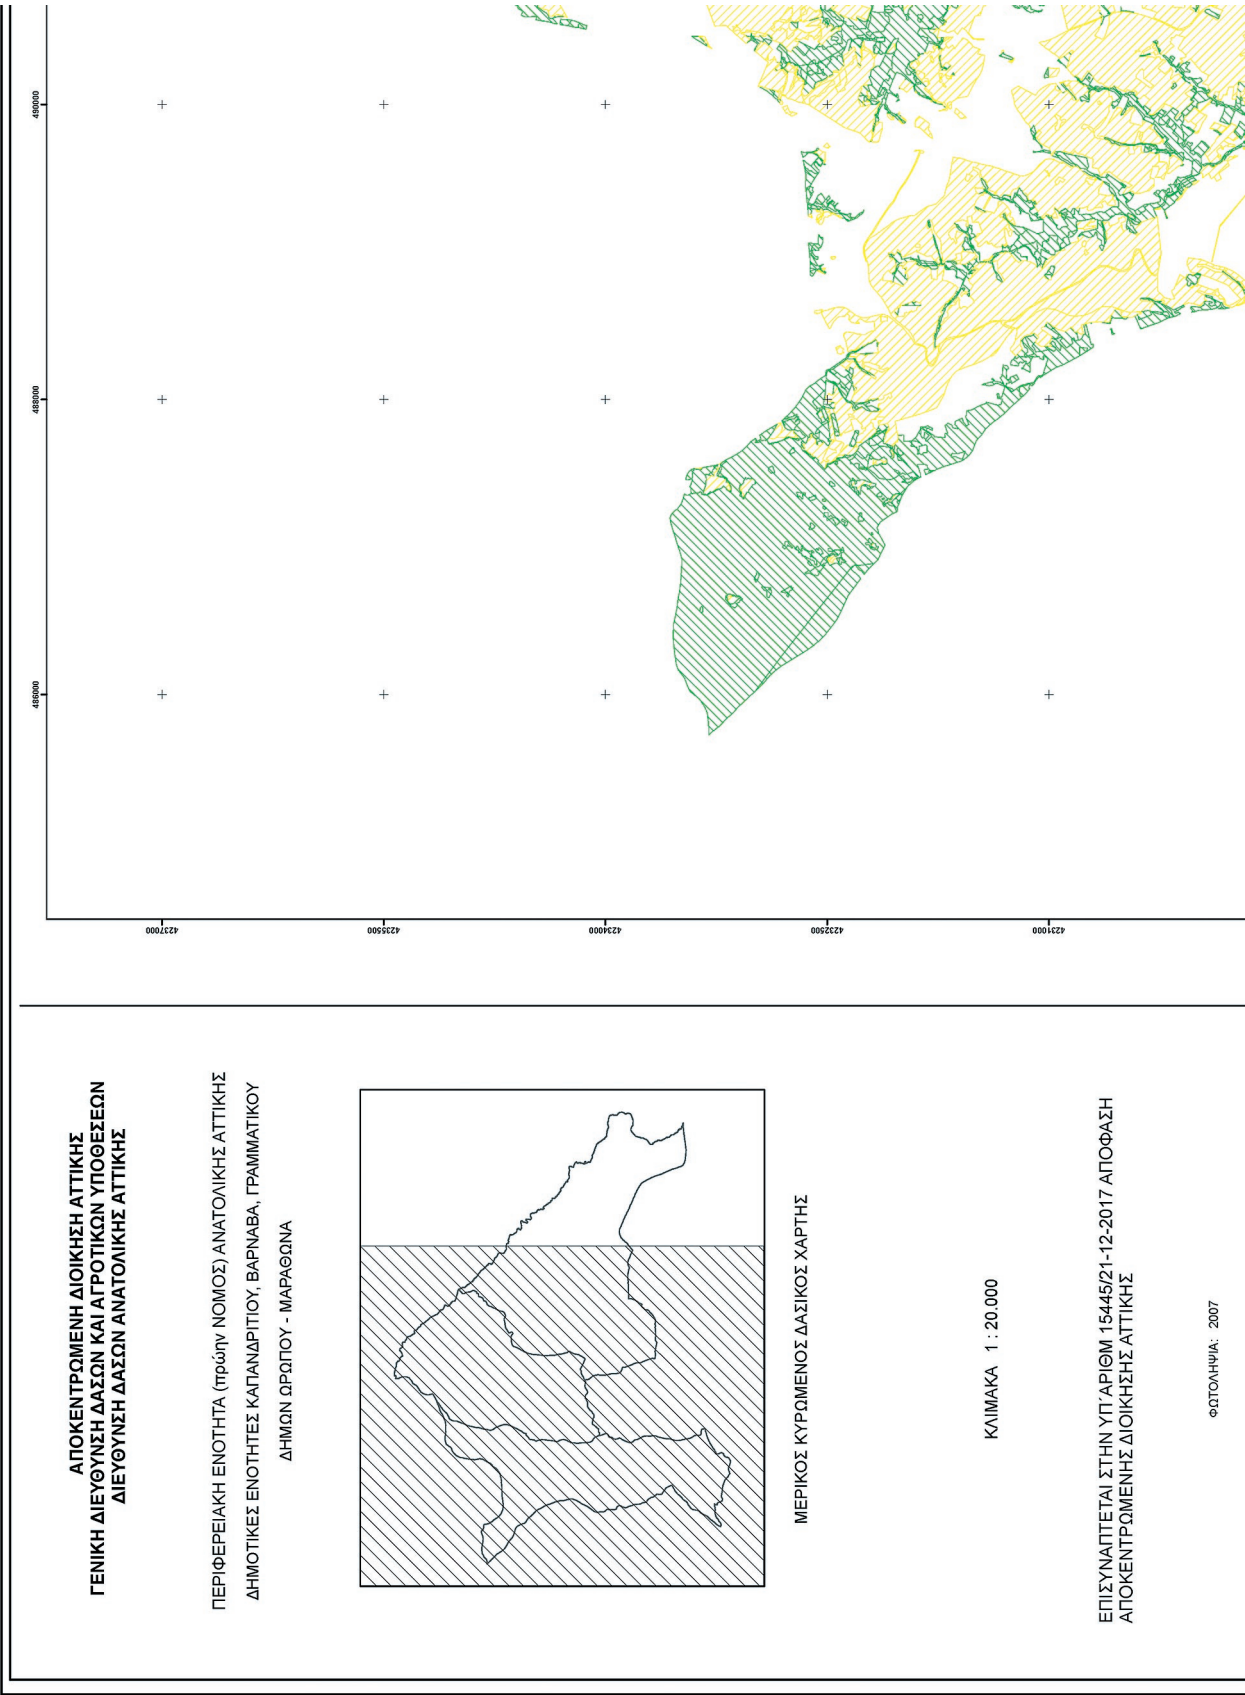 ΑΠΟΚΕΝΤΡΩΜΕΝΗ ΔΙΟΙΚΗΣΗ ΑΤΤΙΚΗΣ
ΓΕΝΙΚΗ ΔΙΕΥΘΥΝΣΗ ΔΑΣΩΝ ΚΑΙ ΑΓΡΟΤΙΚΩΝ ΥΠΟΘΕΣΕΩΝ
ΔΙΕΥΘΥΝΣΗ ΔΑΣΩΝ ΑΝΑΤΟΛΙΚΗΣ ΑΤΤΙΚΗΣ
ΠΕΡΙΦΕΡΕΙΑΚΗ ΕΝΟΤΗΤΑ (πρώην ΝΟΜΟΣ) ΑΝΑΤΟΛΙΚΗΣ ΑΤΤΙΚΗΣ
ΔΗΜΟΤΙΚΕΣ ΕΝΟΤΗΤΕΣ ΚΑΠΑΝΔΡΙΤΙΟΥ, ΒΑΡΝΑΒΑ, ΓΡΑΜΜΑΤΙΚΟΥ
ΔΗΜΩΝ ΩΡΩΠΟΥ - ΜΑΡΑΘΩΝΑ
ΜΕΡΙΚΟΣ ΚΥΡΩΜΕΝΟΣ ΔΑΣΙΚΟΣ ΧΑΡΤΗΣ
ΚΛΙΜΑΚΑ 1 : 20.000
ΕΠΙΣΥΝΑΠΤΕΤΑΙ ΣΤΗΝ ΥΠ΄ΑΡΙΘΜ 15445/21-12-2017 ΑΠΟΦΑΣΗ
ΑΠΟΚΕΝΤΡΩΜΕΝΗΣ ΔΙΟΙΚΗΣΗΣ ΑΤΤΙΚΗΣ
ΦΩΤΟΛΗΨΙΑ: 2007
486000
488000
490000
4237000
4235500
4234000
4232500
4231000